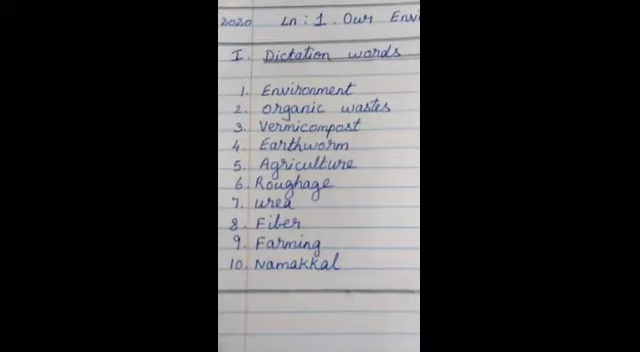 2020 Ln : 1. Our Envi
I. Dictation words
1. Environment
2. organic wastes
3. Vermicompost
4. Earthworm
5. Agriculture
6. Roughage
7. urea
8. Fiber
9. Farming
10. Namakkal